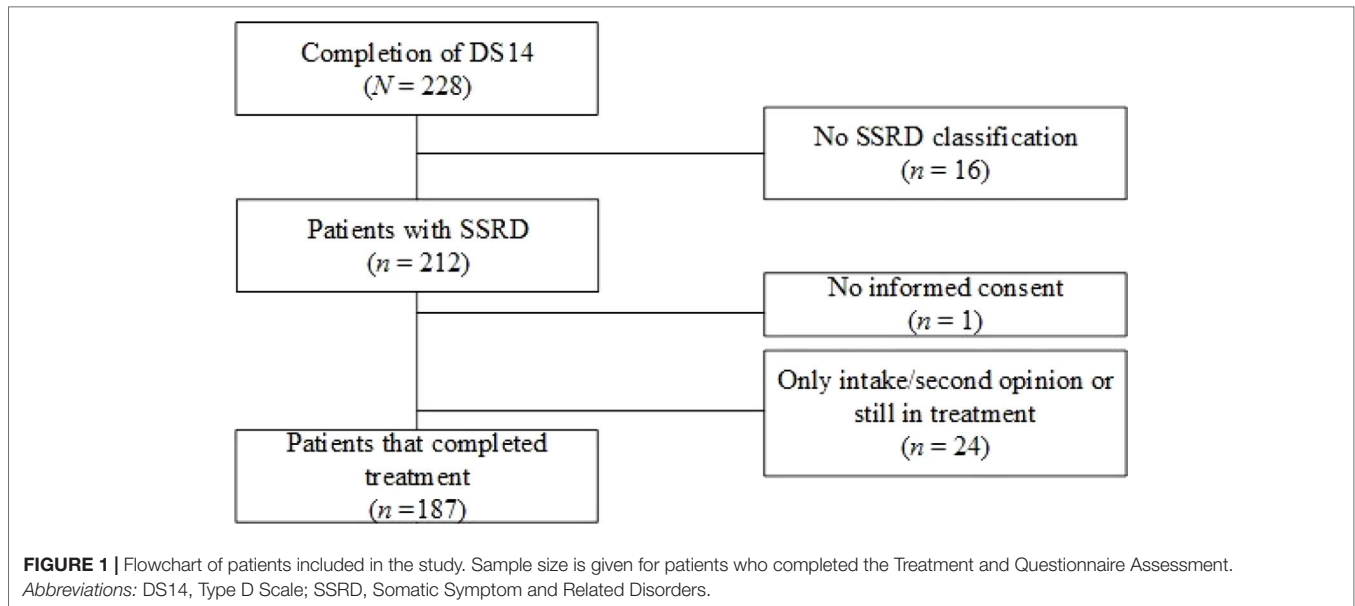 Completion of DS14
(N = 228)
No SSRD classification
(n = 16)
Patients with SSRD
(n = 212)
No informed consent
(n = 1)
Only intake/second opinion or
still in treatment
(n = 24)
Patients that completed
treatment
(n =187)
FIGURE 1 | Flowchart of patients included in the study. Sample size is given for patients who completed the Treatment and Questionnaire Assessment.
Abbreviations: DS14, Type D Scale; SSRD, Somatic Symptom and Related Disorders.